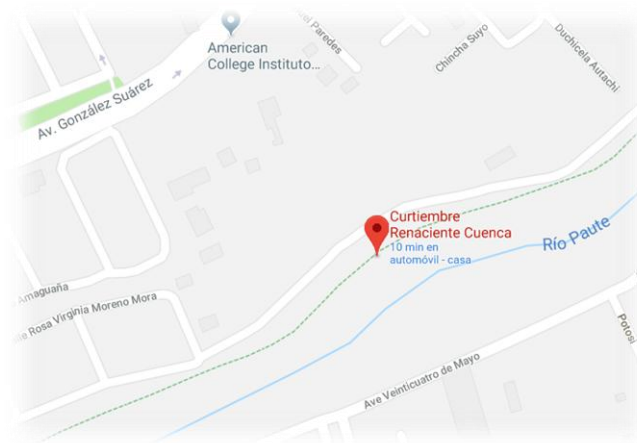 American
College Instituto...
Paredes
Chincha Suyo
Duchicela Autachi
Av. González Suárez
Curtiembre
Renaciente Cuenca
10 min en
automóvil - casa
Río Paute
Amaguaña
Rosa Virginia Moreno Mora
Potosí
Ave Veinticuatro de Mayo